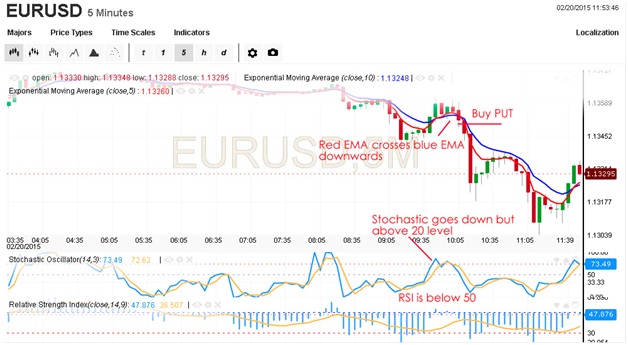 EURUSD 5 Minutes
02/20/2015 11:53:46
Majors Price Types Time Scales Indicators Localization
t 1 5 h d
open: 1.13330 high: 1.13348 low: 1.13288 close: 1.13295 Exponential Moving Average (close,10) : 1.13248
Exponential Moving Average (close,5) : 1.13260
1.13589
Buy PUT
Red EMA crosses blue EMA
downwards
1.13452
EURUSD,5M
1.13295
1.13177
Stochastic goes down but
above 20 level
1.13039
03:35 04:05 04:35 05:05 05:35 06:05 06:35 07:05 07:35 08:05 08:35 09:05 09:35 10:05 10:35 11:05 11:39
02/20/2015
Stochastic Oscillator(14,3) : 73.49 72.62
73.49
50
33.33
RSI is below 50
Relative Strength Index(close,14,9) : 47.876 36.507
47.876
30